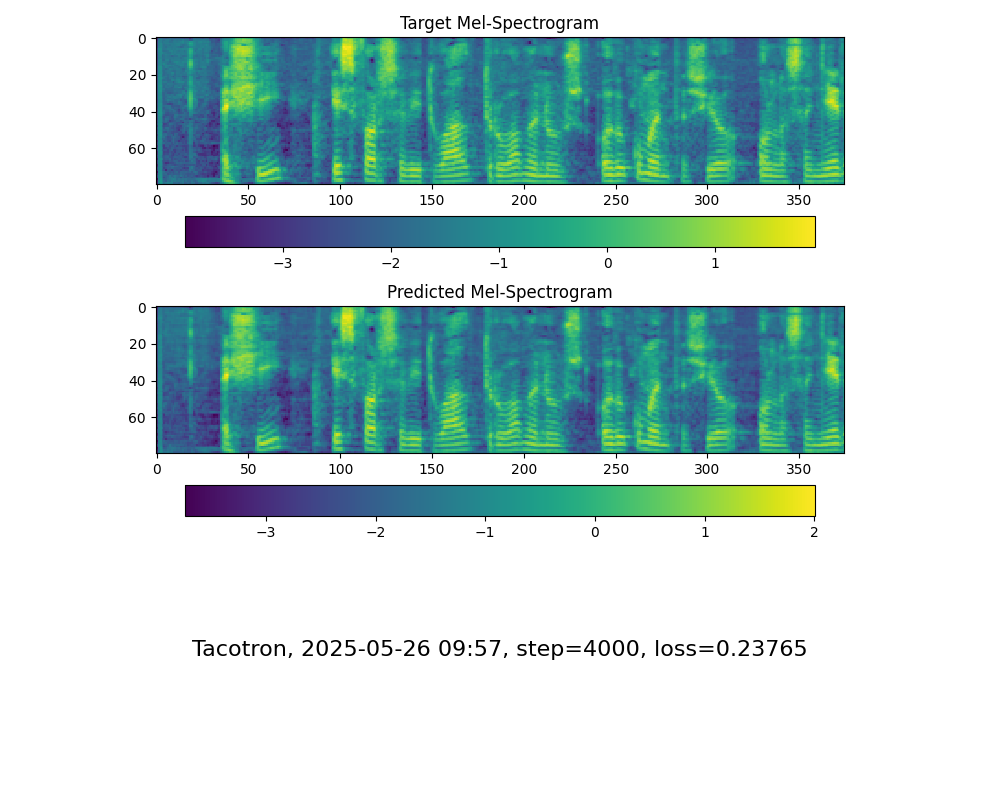 Target Mel-Spectrogram
0
20
40
60
0 50 100 150 200 250 300 350
−3 −2 −1 0 1
Predicted Mel-Spectrogram
0
20
40
60
0 50 100 150 200 250 300 350
−3 −2 −1 0 1 2
Tacotron, 2025-05-26 09:57, step=4000, loss=0.23765